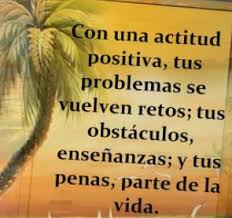 Con una actitud
positiva, tus
problemas se
vuelven retos; tus
obstáculos,
enseñanzas; y tus
penas, parte de la
vida.